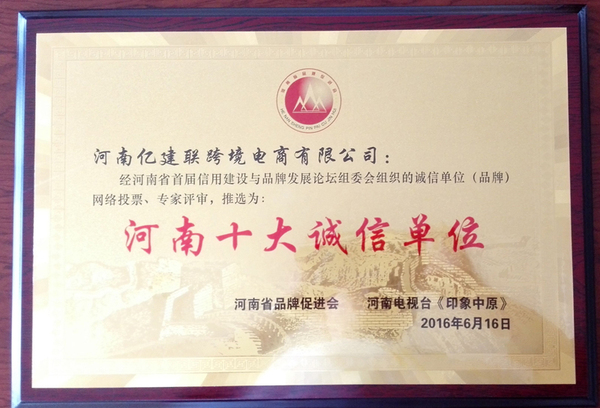 河南亿建联跨境电商有限公司：
经河南省首届信用建设与品牌发展论坛组委会组织的诚信单位（品牌）
网络投票、专家评审，推选为：
河南十大诚信单位
河南省品牌促进会 河南电视台《印象中原》
2016年6月16日